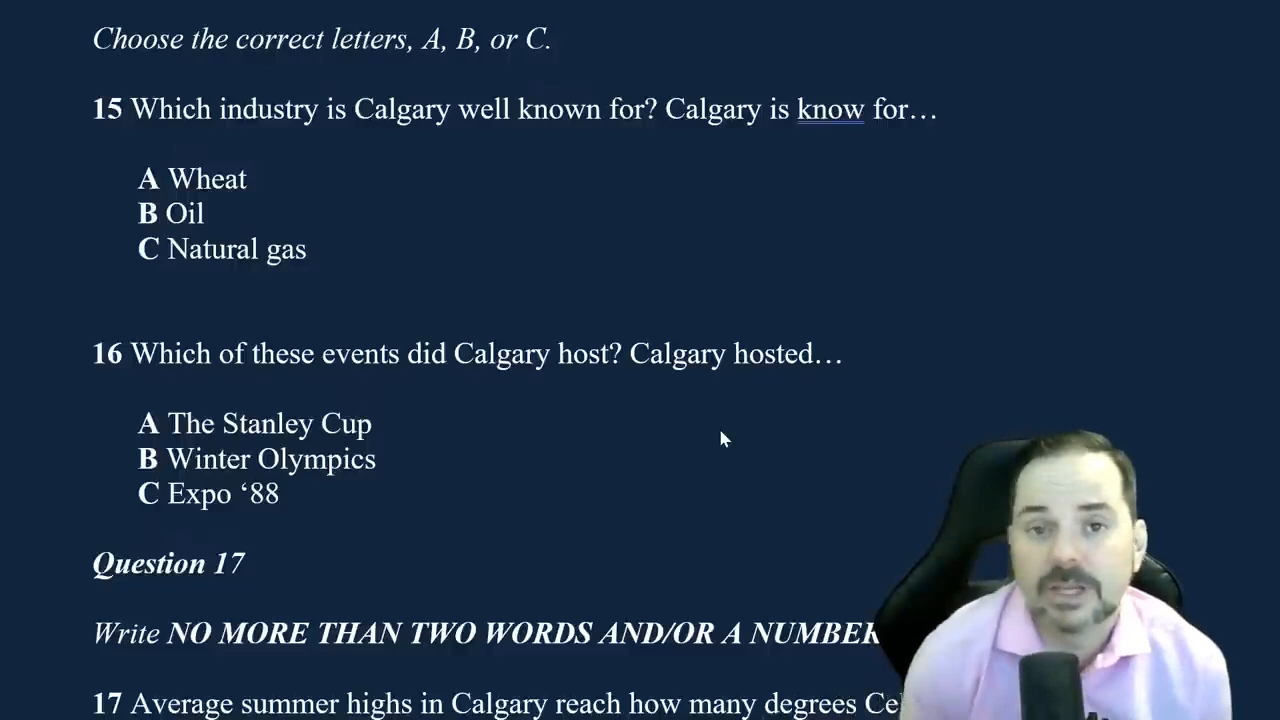 Choose the correct letters, A, B, or C.
15 Which industry is Calgary well known for? Calgary is know for…
A Wheat
B Oil
C Natural gas
16 Which of these events did Calgary host? Calgary hosted…
A The Stanley Cup
B Winter Olympics
C Expo ‘88
Question 17
Write NO MORE THAN TWO WORDS AND/OR A NUMBER
17 Average summer highs in Calgary reach how many degrees